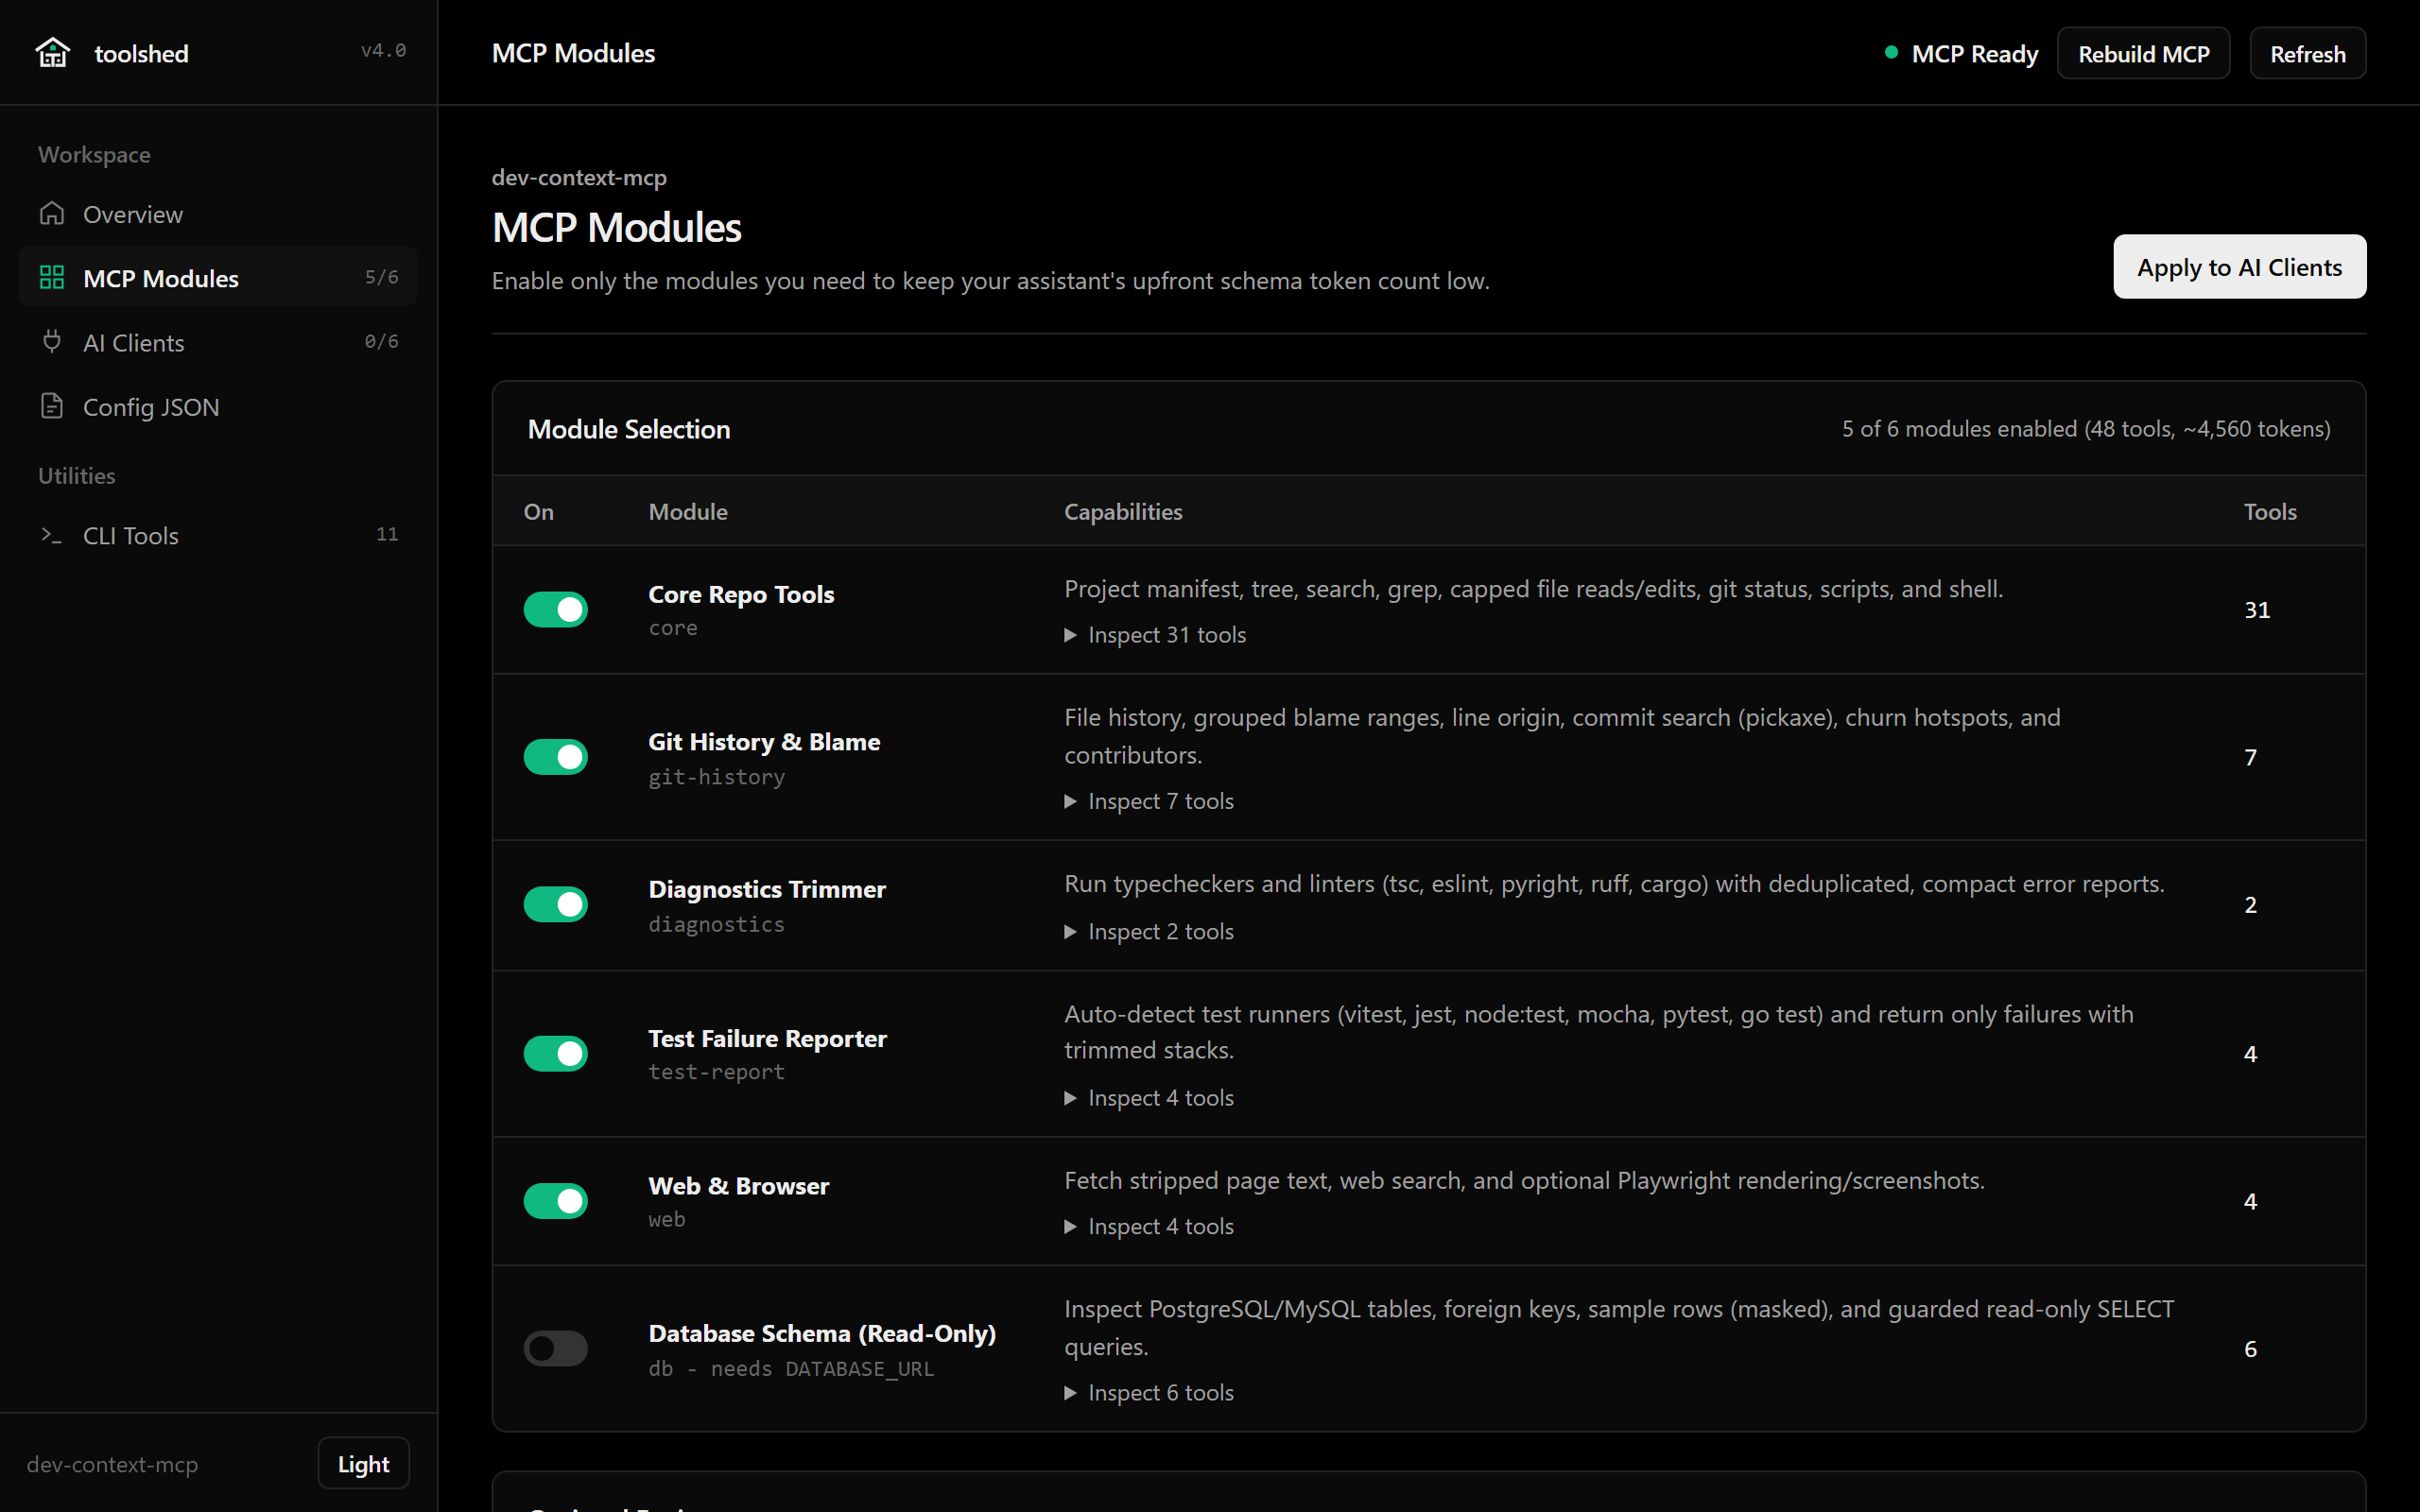 toolshed
v4.0
MCP Modules
MCP Ready
Rebuild MCP
Refresh
Workspace
Overview
MCP Modules
5/6
AI Clients
0/6
Config JSON
Utilities
CLI Tools
11
dev-context-mcp
Light
dev-context-mcp
MCP Modules
Enable only the modules you need to keep your assistant's upfront schema token count low.
Apply to AI Clients
Module Selection
5 of 6 modules enabled (48 tools, ~4,560 tokens)
On
Module
Capabilities
Tools
Core Repo Tools
core
Project manifest, tree, search, grep, capped file reads/edits, git status, scripts, and shell.
Inspect 31 tools
31
Git History & Blame
git-history
File history, grouped blame ranges, line origin, commit search (pickaxe), churn hotspots, and
contributors.
Inspect 7 tools
7
Diagnostics Trimmer
diagnostics
Run typecheckers and linters (tsc, eslint, pyright, ruff, cargo) with deduplicated, compact error reports.
Inspect 2 tools
2
Test Failure Reporter
test-report
Auto-detect test runners (vitest, jest, node:test, mocha, pytest, go test) and return only failures with
trimmed stacks.
Inspect 4 tools
4
Web & Browser
web
Fetch stripped page text, web search, and optional Playwright rendering/screenshots.
Inspect 4 tools
4
Database Schema (Read-Only)
db - needs DATABASE_URL
Inspect PostgreSQL/MySQL tables, foreign keys, sample rows (masked), and guarded read-only SELECT
queries.
Inspect 6 tools
6